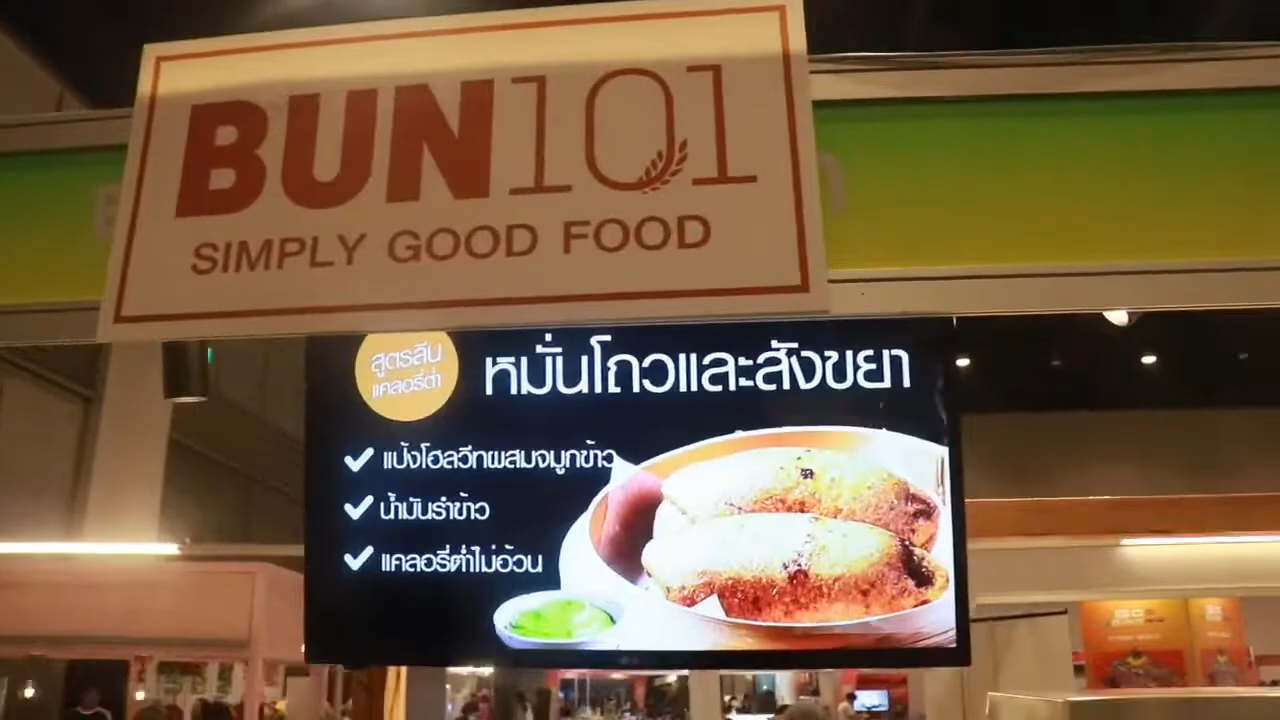 BUN101
SIMPLY GOOD FOOD
สูตรลีน
แคลอรี่ต่ำ
หมั่นโถวและสังขยา
แป้งโฮลวีทผสมจมูกข้าว
น้ำมันรำข้าว
แคลอรี่ต่ำไม่อ้วน